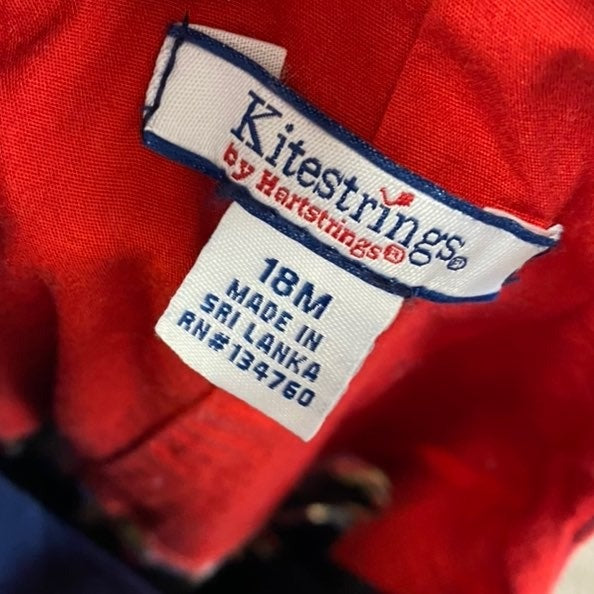 Kitestrings®
by Hartstrings®
18M
MADE IN
SRI LANKA
RN#134760